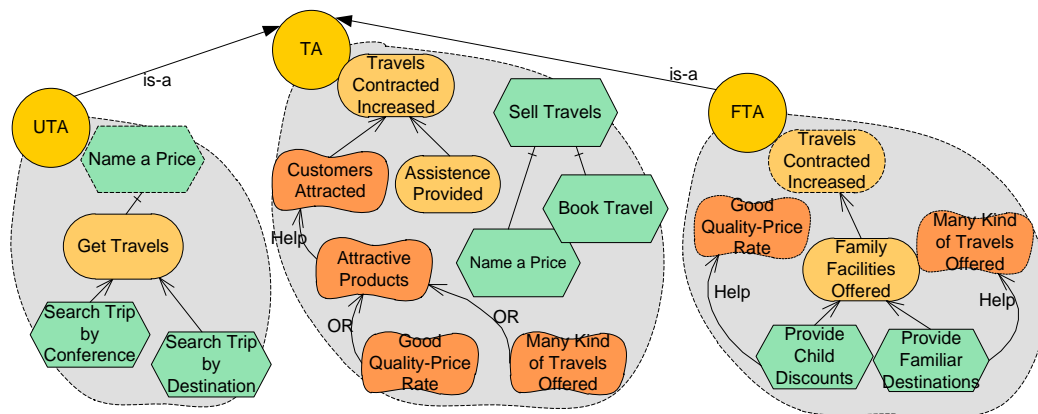 TA
is-a
is-a
UTA
Name a Price
Get Travels
Search Trip
by
Conference
Search Trip
by
Destination
Travels
Contracted
Increased
Sell Travels
Customers
Attracted
Assistence
Provided
Book Travel
Name a Price
Help
Attractive
Products
OR
OR
Good
Quality-Price
Rate
Many Kind
of Travels
Offered
FTA
Travels
Contracted
Increased
Good
Quality-Price
Rate
Many Kind
of Travels
Offered
Family
Facilities
Offered
Help
Help
Provide
Child
Discounts
Provide
Familiar
Destinations